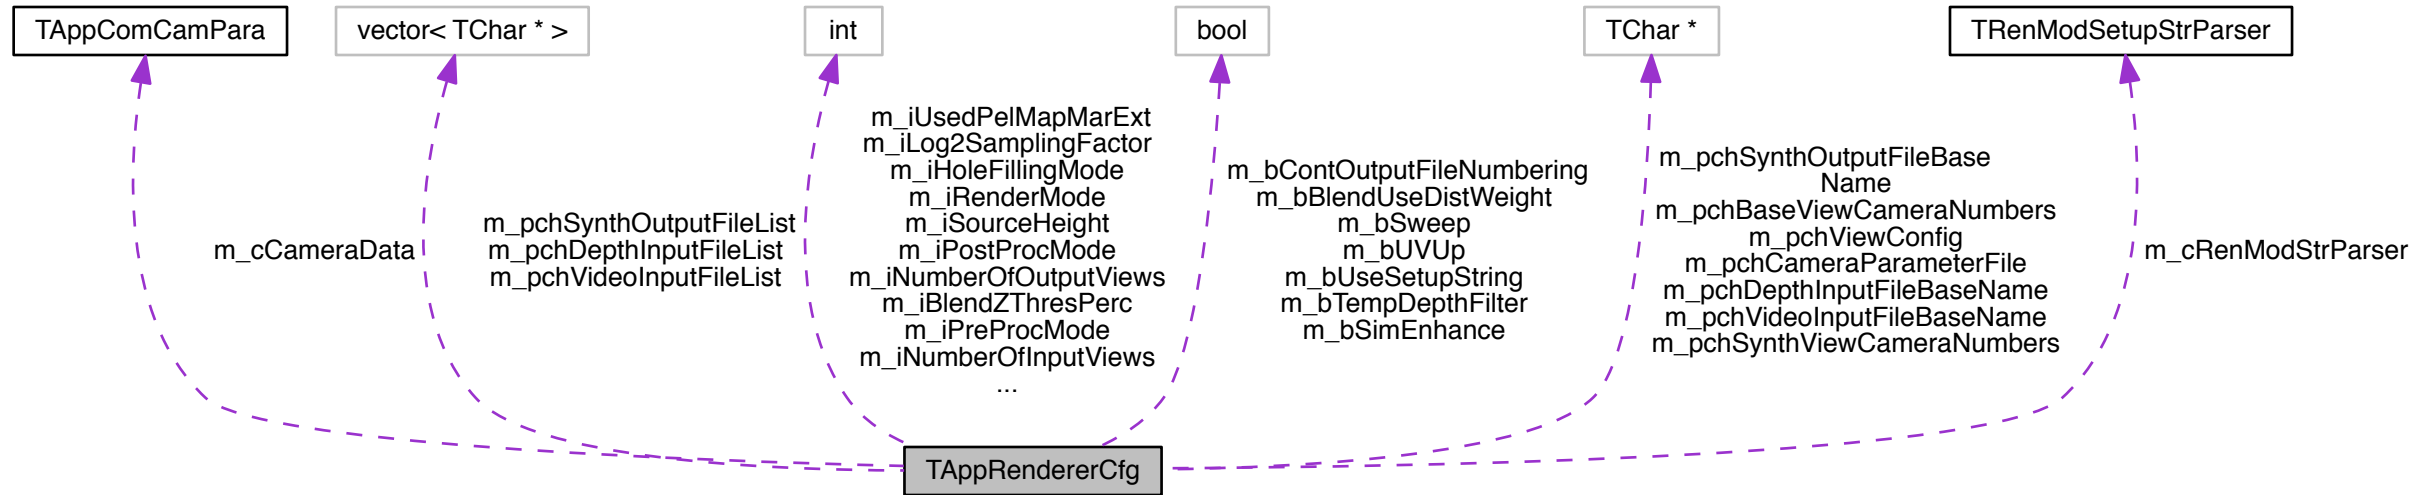 TAppComCamPara
vector< TChar * >
int
bool
TChar *
TRenModSetupStrParser
m_cCameraData
m_pchSynthOutputFileList
m_pchDepthInputFileList
m_pchVideoInputFileList
m_iUsedPelMapMarExt
m_iLog2SamplingFactor
m_iHoleFillingMode
m_iRenderMode
m_iSourceHeight
m_iPostProcMode
m_iNumberOfOutputViews
m_iBlendZThresPerc
m_iPreProcMode
m_iNumberOfInputViews
...
m_bContOutputFileNumbering
m_bBlendUseDistWeight
m_bSweep
m_bUVUp
m_bUseSetupString
m_bTempDepthFilter
m_bSimEnhance
m_pchSynthOutputFileBase
Name
m_pchBaseViewCameraNumbers
m_pchViewConfig
m_pchCameraParameterFile
m_pchDepthInputFileBaseName
m_pchVideoInputFileBaseName
m_pchSynthViewCameraNumbers
m_cRenModStrParser
TAppRendererCfg